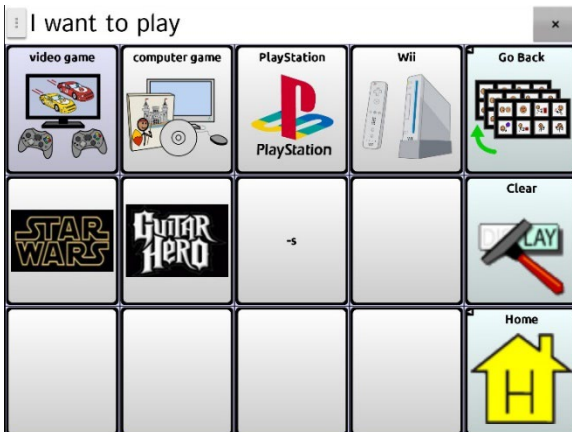 I want to play
×
video game
computer game
PlayStation
Wii
Go Back
PlayStation
STAR
WARS
GUITAR
HERO
-s
Clear
DISPLAY
Home
H